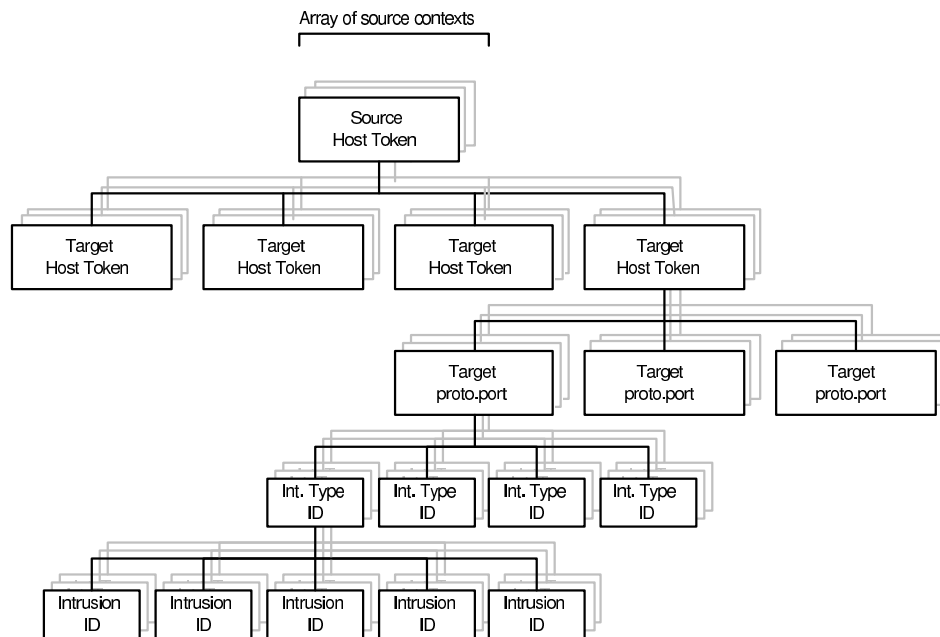 Array of source contexts
Source
Host Token
Target
Host Token
Target
Host Token
Target
Host Token
Target
Host Token
Target
proto.port
Target
proto.port
Target
proto.port
Int. Type
ID
Int. Type
ID
Int. Type
ID
Int. Type
ID
Intrusion
ID
Intrusion
ID
Intrusion
ID
Intrusion
ID
Intrusion
ID